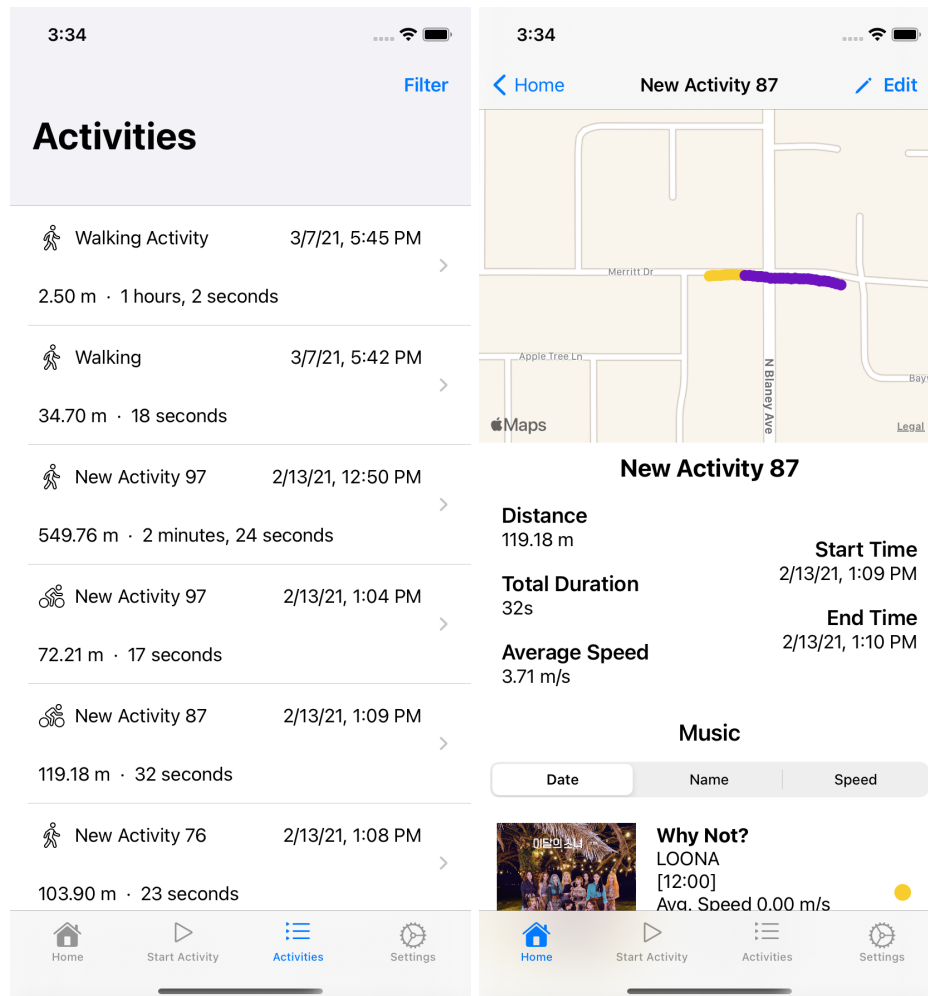 3:34
Filter
Activities
Walking Activity 3/7/21, 5:45 PM
2.50 m · 1 hours, 2 seconds
Walking 3/7/21, 5:42 PM
34.70 m · 18 seconds
New Activity 97 2/13/21, 12:50 PM
549.76 m · 2 minutes, 24 seconds
New Activity 97 2/13/21, 1:04 PM
72.21 m · 17 seconds
New Activity 87 2/13/21, 1:09 PM
119.18 m · 32 seconds
New Activity 76 2/13/21, 1:08 PM
103.90 m · 23 seconds
Home Start Activity Activities Settings
3:34
Home New Activity 87 Edit
Merritt Dr
Apple Tree Ln
N Blaney Ave
Bayv
Maps
Legal
New Activity 87
Distance
119.18 m
Start Time
2/13/21, 1:09 PM
Total Duration
32s
End Time
2/13/21, 1:10 PM
Average Speed
3.71 m/s
Music
Date Name Speed
이달의 소녀
Why Not?
LOONA
[12:00]
Avg. Speed 0.00 m/s
Home Start Activity Activities Settings